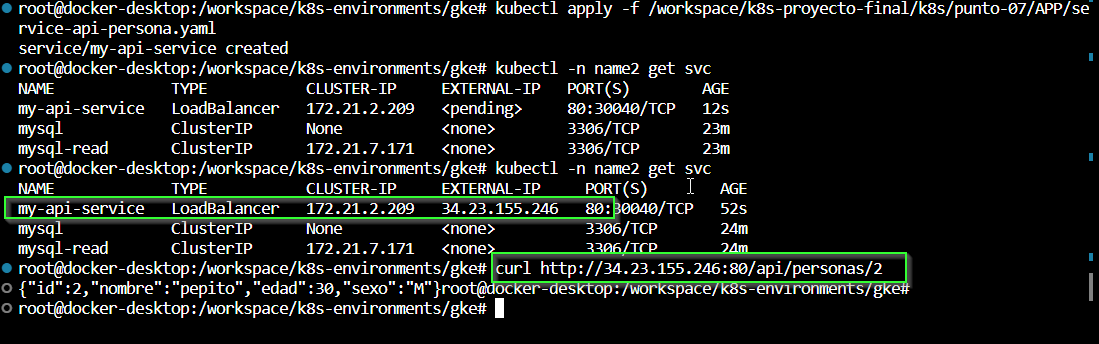 root@docker-desktop:/workspace/k8s-environments/gke# kubectl apply -f /workspace/k8s-proyecto-final/k8s/punto-07/APP/se
rvice-api-persona.yaml
service/my-api-service created
root@docker-desktop:/workspace/k8s-environments/gke# kubectl -n name2 get svc
NAME TYPE CLUSTER-IP EXTERNAL-IP PORT(S) AGE
my-api-service LoadBalancer 172.21.2.209 <pending> 80:30040/TCP 12s
mysql ClusterIP None <none> 3306/TCP 23m
mysql-read ClusterIP 172.21.7.171 <none> 3306/TCP 23m
root@docker-desktop:/workspace/k8s-environments/gke# kubectl -n name2 get svc
NAME TYPE CLUSTER-IP EXTERNAL-IP PORT(S) AGE
my-api-service LoadBalancer 172.21.2.209 34.23.155.246 80:30040/TCP 52s
mysql ClusterIP None <none> 3306/TCP 24m
mysql-read ClusterIP 172.21.7.171 <none> 3306/TCP 24m
root@docker-desktop:/workspace/k8s-environments/gke# curl http://34.23.155.246:80/api/personas/2
{"id":2,"nombre":"pepito","edad":30,"sexo":"M"}root@docker-desktop:/workspace/k8s-environments/gke#
root@docker-desktop:/workspace/k8s-environments/gke#